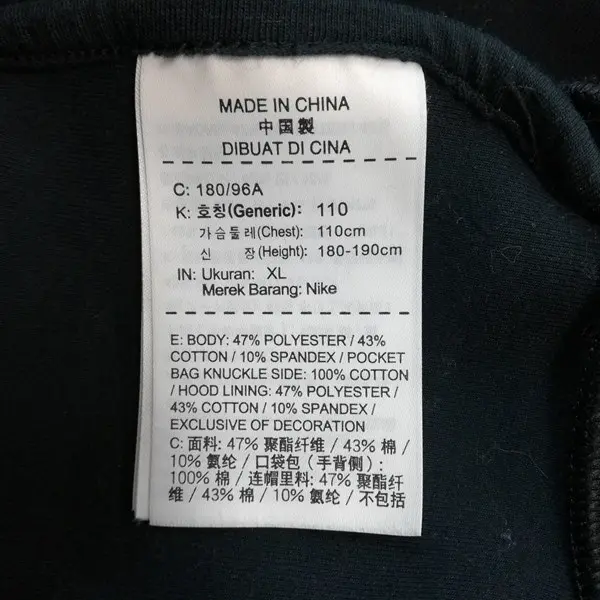 MADE IN CHINA
中国製
DIBUAT DI CINA
C: 180/96A
K: 호칭(Generic): 110
가슴둘레(Chest): 110cm
신 장(Height): 180-190cm
IN: Ukuran: XL
Merek Barang: Nike
E: BODY: 47% POLYESTER / 43%
COTTON / 10% SPANDEX / POCKET
BAG KNUCKLE SIDE: 100% COTTON
/ HOOD LINING: 47% POLYESTER /
43% COTTON / 10% SPANDEX /
EXCLUSIVE OF DECORATION
C: 面料: 47% 聚酯纤维 / 43% 棉 /
10% 氨纶 / 口袋包 (手背侧) :
100% 棉 / 连帽里料: 47% 聚酯纤
维 / 43% 棉 / 10% 氨纶 / 不包括